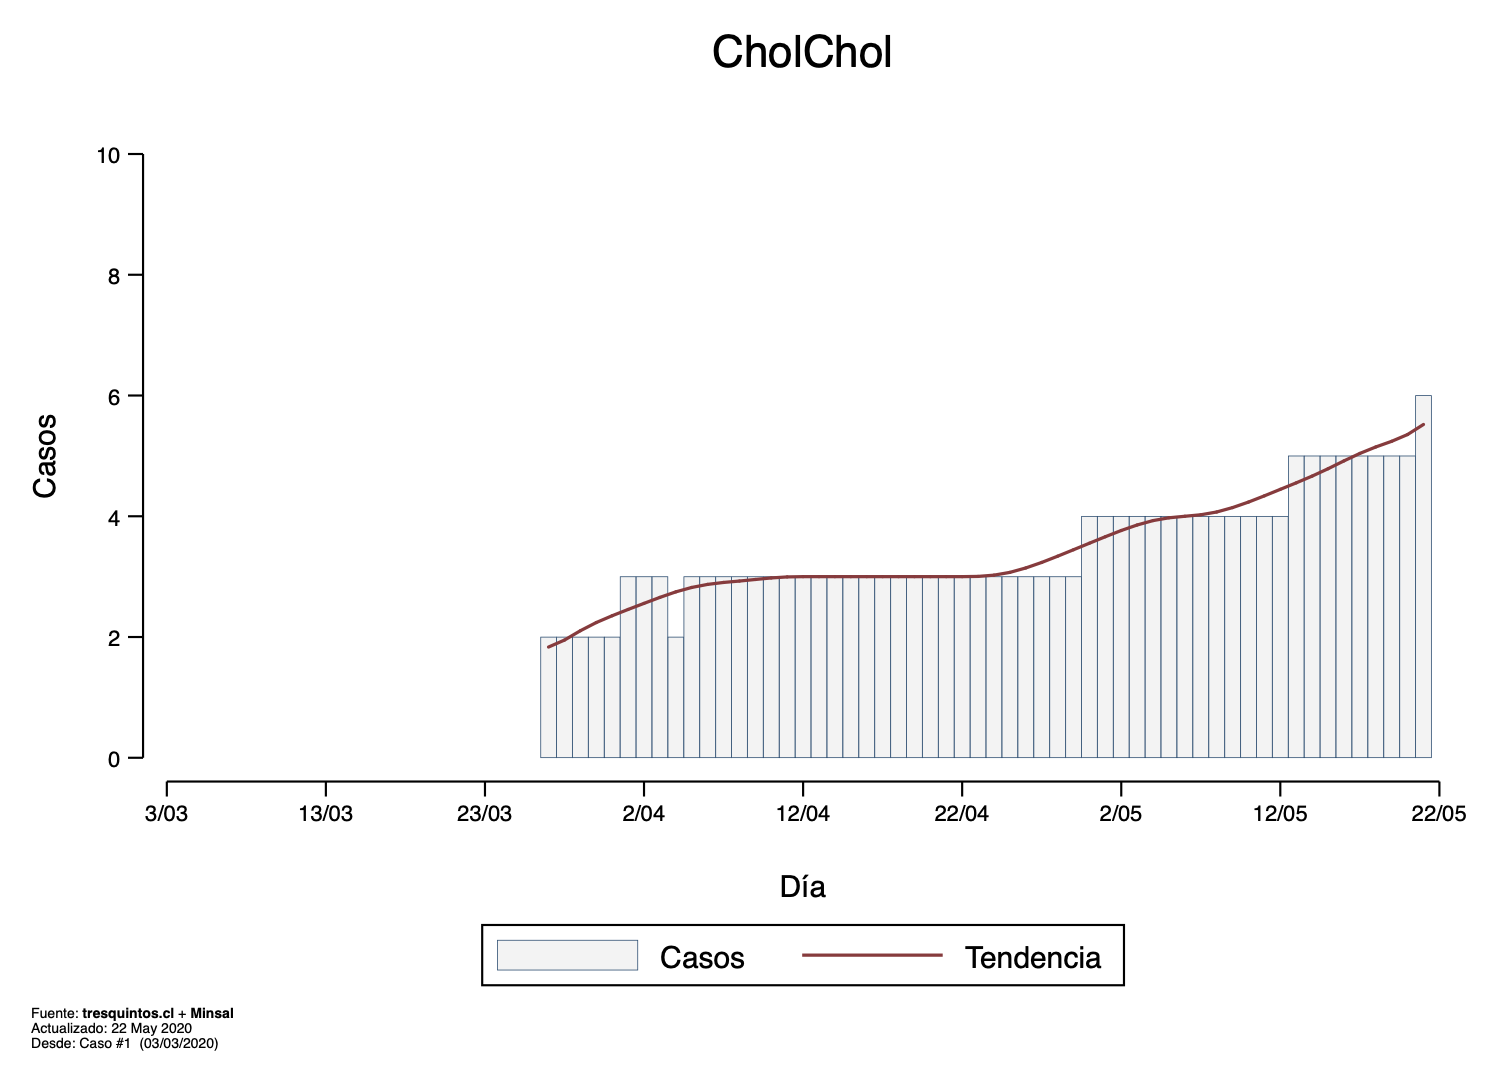 CholChol
10
8
6
4
2
0
Casos
3/03 13/03 23/03 2/04 12/04 22/04 2/05 12/05 22/05
Día
Casos Tendencia
Fuente: tresquintos.cl + Minsal
Actualizado: 22 May 2020
Desde: Caso #1 (03/03/2020)